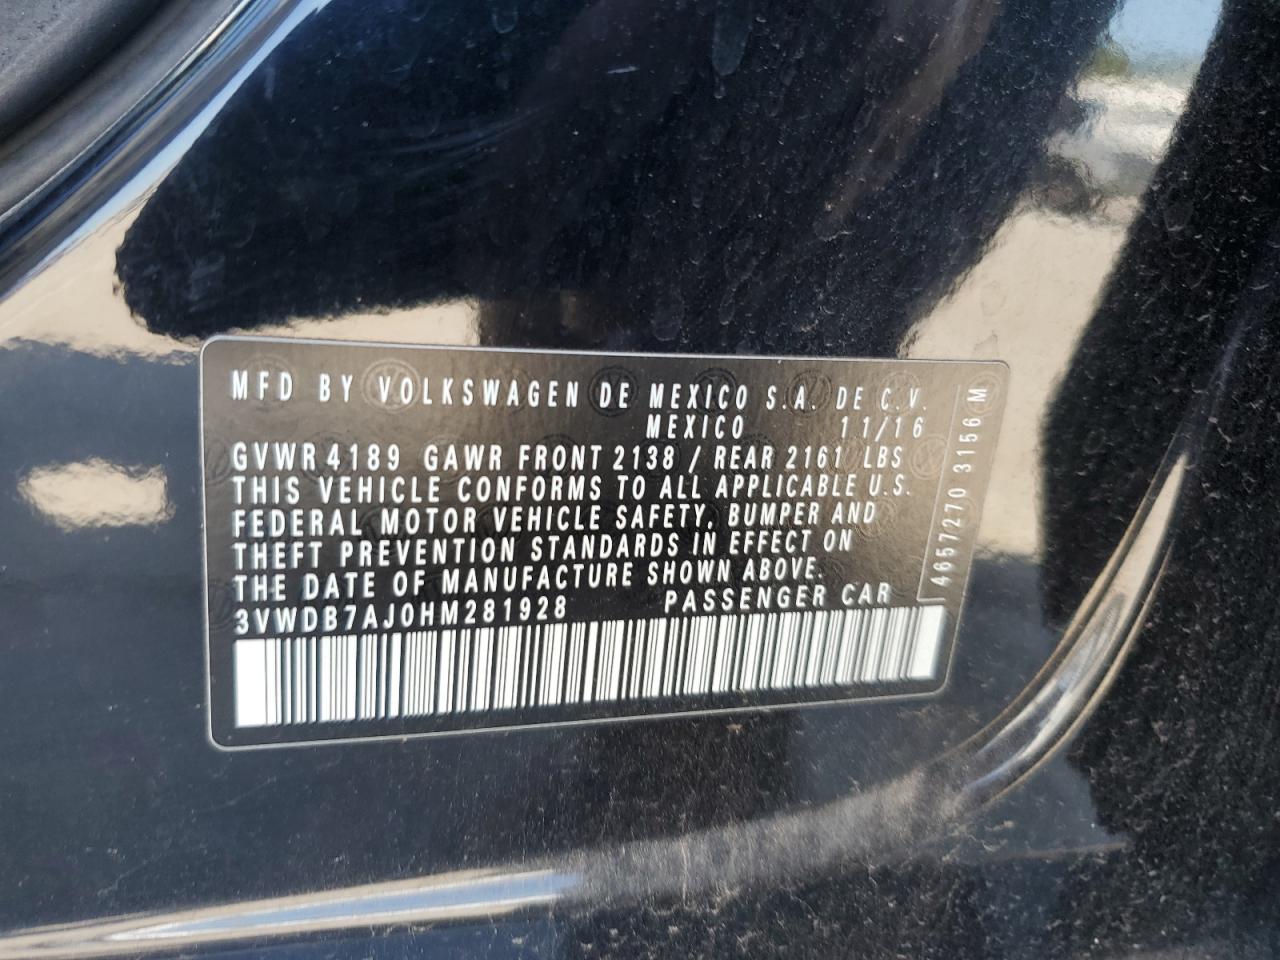 MFD BY VOLKSWAGEN DE MEXICO S.A. DE C.V.
MEXICO 11/16
GVWR 4189 GAWR FRONT 2138 / REAR 2161 LBS
THIS VEHICLE CONFORMS TO ALL APPLICABLE U.S.
FEDERAL MOTOR VEHICLE SAFETY, BUMPER AND
THEFT PREVENTION STANDARDS IN EFFECT ON
THE DATE OF MANUFACTURE SHOWN ABOVE.
3VWDB7AJ0HM281928 PASSENGER CAR
4657270 3156 M